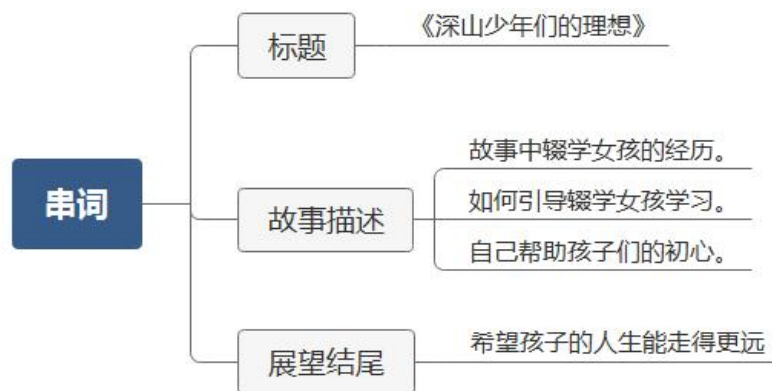 串词
标题
《深山少年们的理想》
故事描述
故事中辍学女孩的经历。
如何引导辍学女孩学习。
自己帮助孩子们的初心。
展望结尾
希望孩子的人生能走得更远